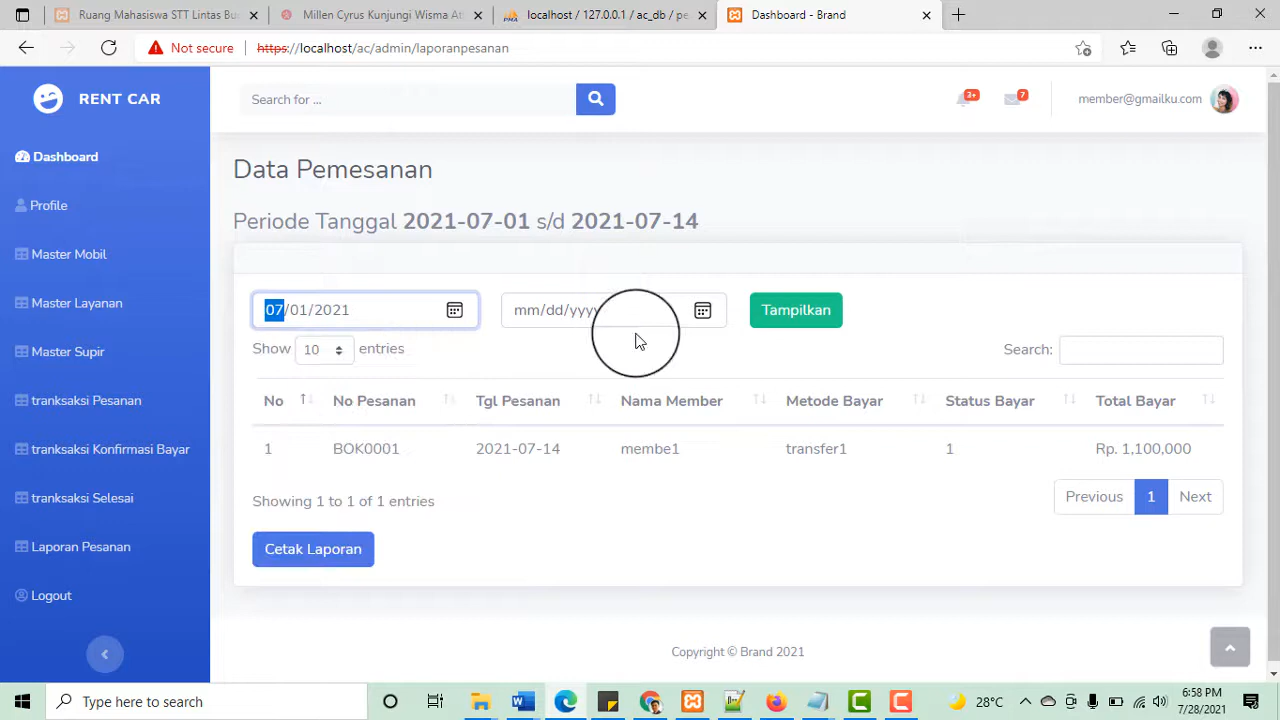 Ruang Mahasiswa STT Lintas Bu
Millen Cyrus Kunjungi Wisma At
PMA localhost / 127.0.0.1 / ac_db / pe
Dashboard - Brand
Not secure https://localhost/ac/admin/laporanpesanan
RENT CAR
Search for ...
3+
7
member@gmailku.com
Dashboard
Profile
Master Mobil
Master Layanan
Master Supir
tranksaksi Pesanan
tranksaksi Konfirmasi Bayar
tranksaksi Selesai
Laporan Pesanan
Logout
Data Pemesanan
Periode Tanggal 2021-07-01 s/d 2021-07-14
07/01/2021 mm/dd/yyyy Tampilkan
Show 10 entries Search:
No No Pesanan Tgl Pesanan Nama Member Metode Bayar Status Bayar Total Bayar
1 BOK0001 2021-07-14 membe1 transfer1 1 Rp. 1,100,000
Showing 1 to 1 of 1 entries Previous 1 Next
Cetak Laporan
Copyright © Brand 2021
Type here to search
28°C
6:58 PM
7/28/2021